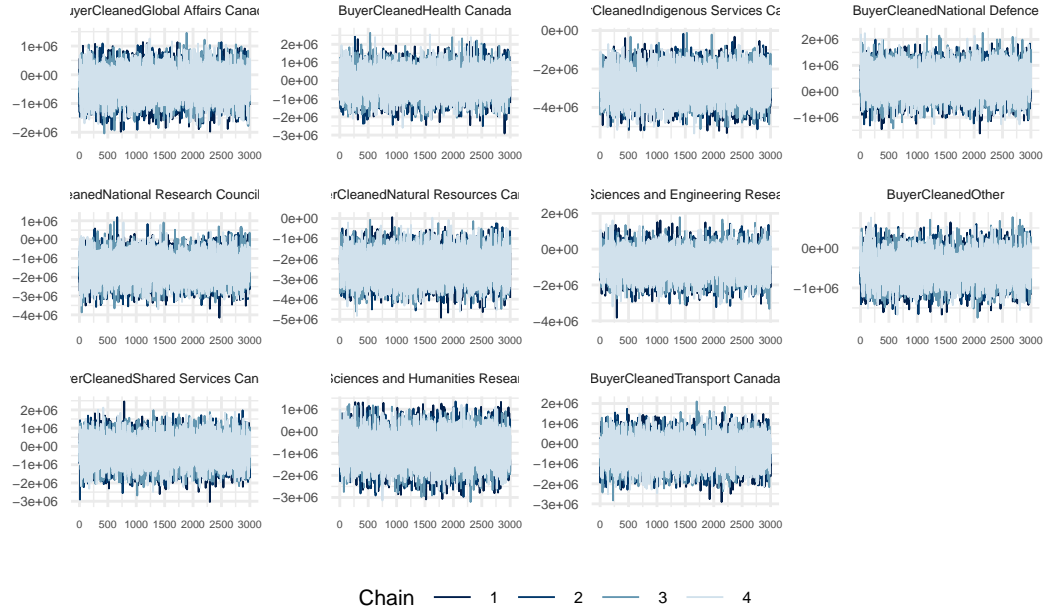 uyerCleanedGlobal Affairs Canad
BuyerCleanedHealth Canada
CleanedIndigenous Services Ca
BuyerCleanedNational Defence
1e+06
0e+00
−1e+06
−2e+06
0 500 1000 1500 2000 2500 3000
2e+06
1e+06
0e+00
−1e+06
−2e+06
−3e+06
0 500 1000 1500 2000 2500 3000
0e+00
−2e+06
−4e+06
0 500 1000 1500 2000 2500 3000
2e+06
1e+06
0e+00
−1e+06
0 500 1000 1500 2000 2500 3000
eanedNational Research Council
erCleanedNatural Resources Can
Sciences and Engineering Resea
BuyerCleanedOther
1e+06
0e+00
−1e+06
−2e+06
−3e+06
−4e+06
0 500 1000 1500 2000 2500 3000
0e+00
−1e+06
−2e+06
−3e+06
−4e+06
−5e+06
0 500 1000 1500 2000 2500 3000
2e+06
0e+00
−2e+06
−4e+06
0 500 1000 1500 2000 2500 3000
0e+00
−1e+06
0 500 1000 1500 2000 2500 3000
yerCleanedShared Services Can
Sciences and Humanities Resear
BuyerCleanedTransport Canada
2e+06
1e+06
0e+00
−1e+06
−2e+06
−3e+06
0 500 1000 1500 2000 2500 3000
1e+06
0e+00
−1e+06
−2e+06
−3e+06
0 500 1000 1500 2000 2500 3000
2e+06
1e+06
0e+00
−1e+06
−2e+06
−3e+06
0 500 1000 1500 2000 2500 3000
Chain 1 2 3 4